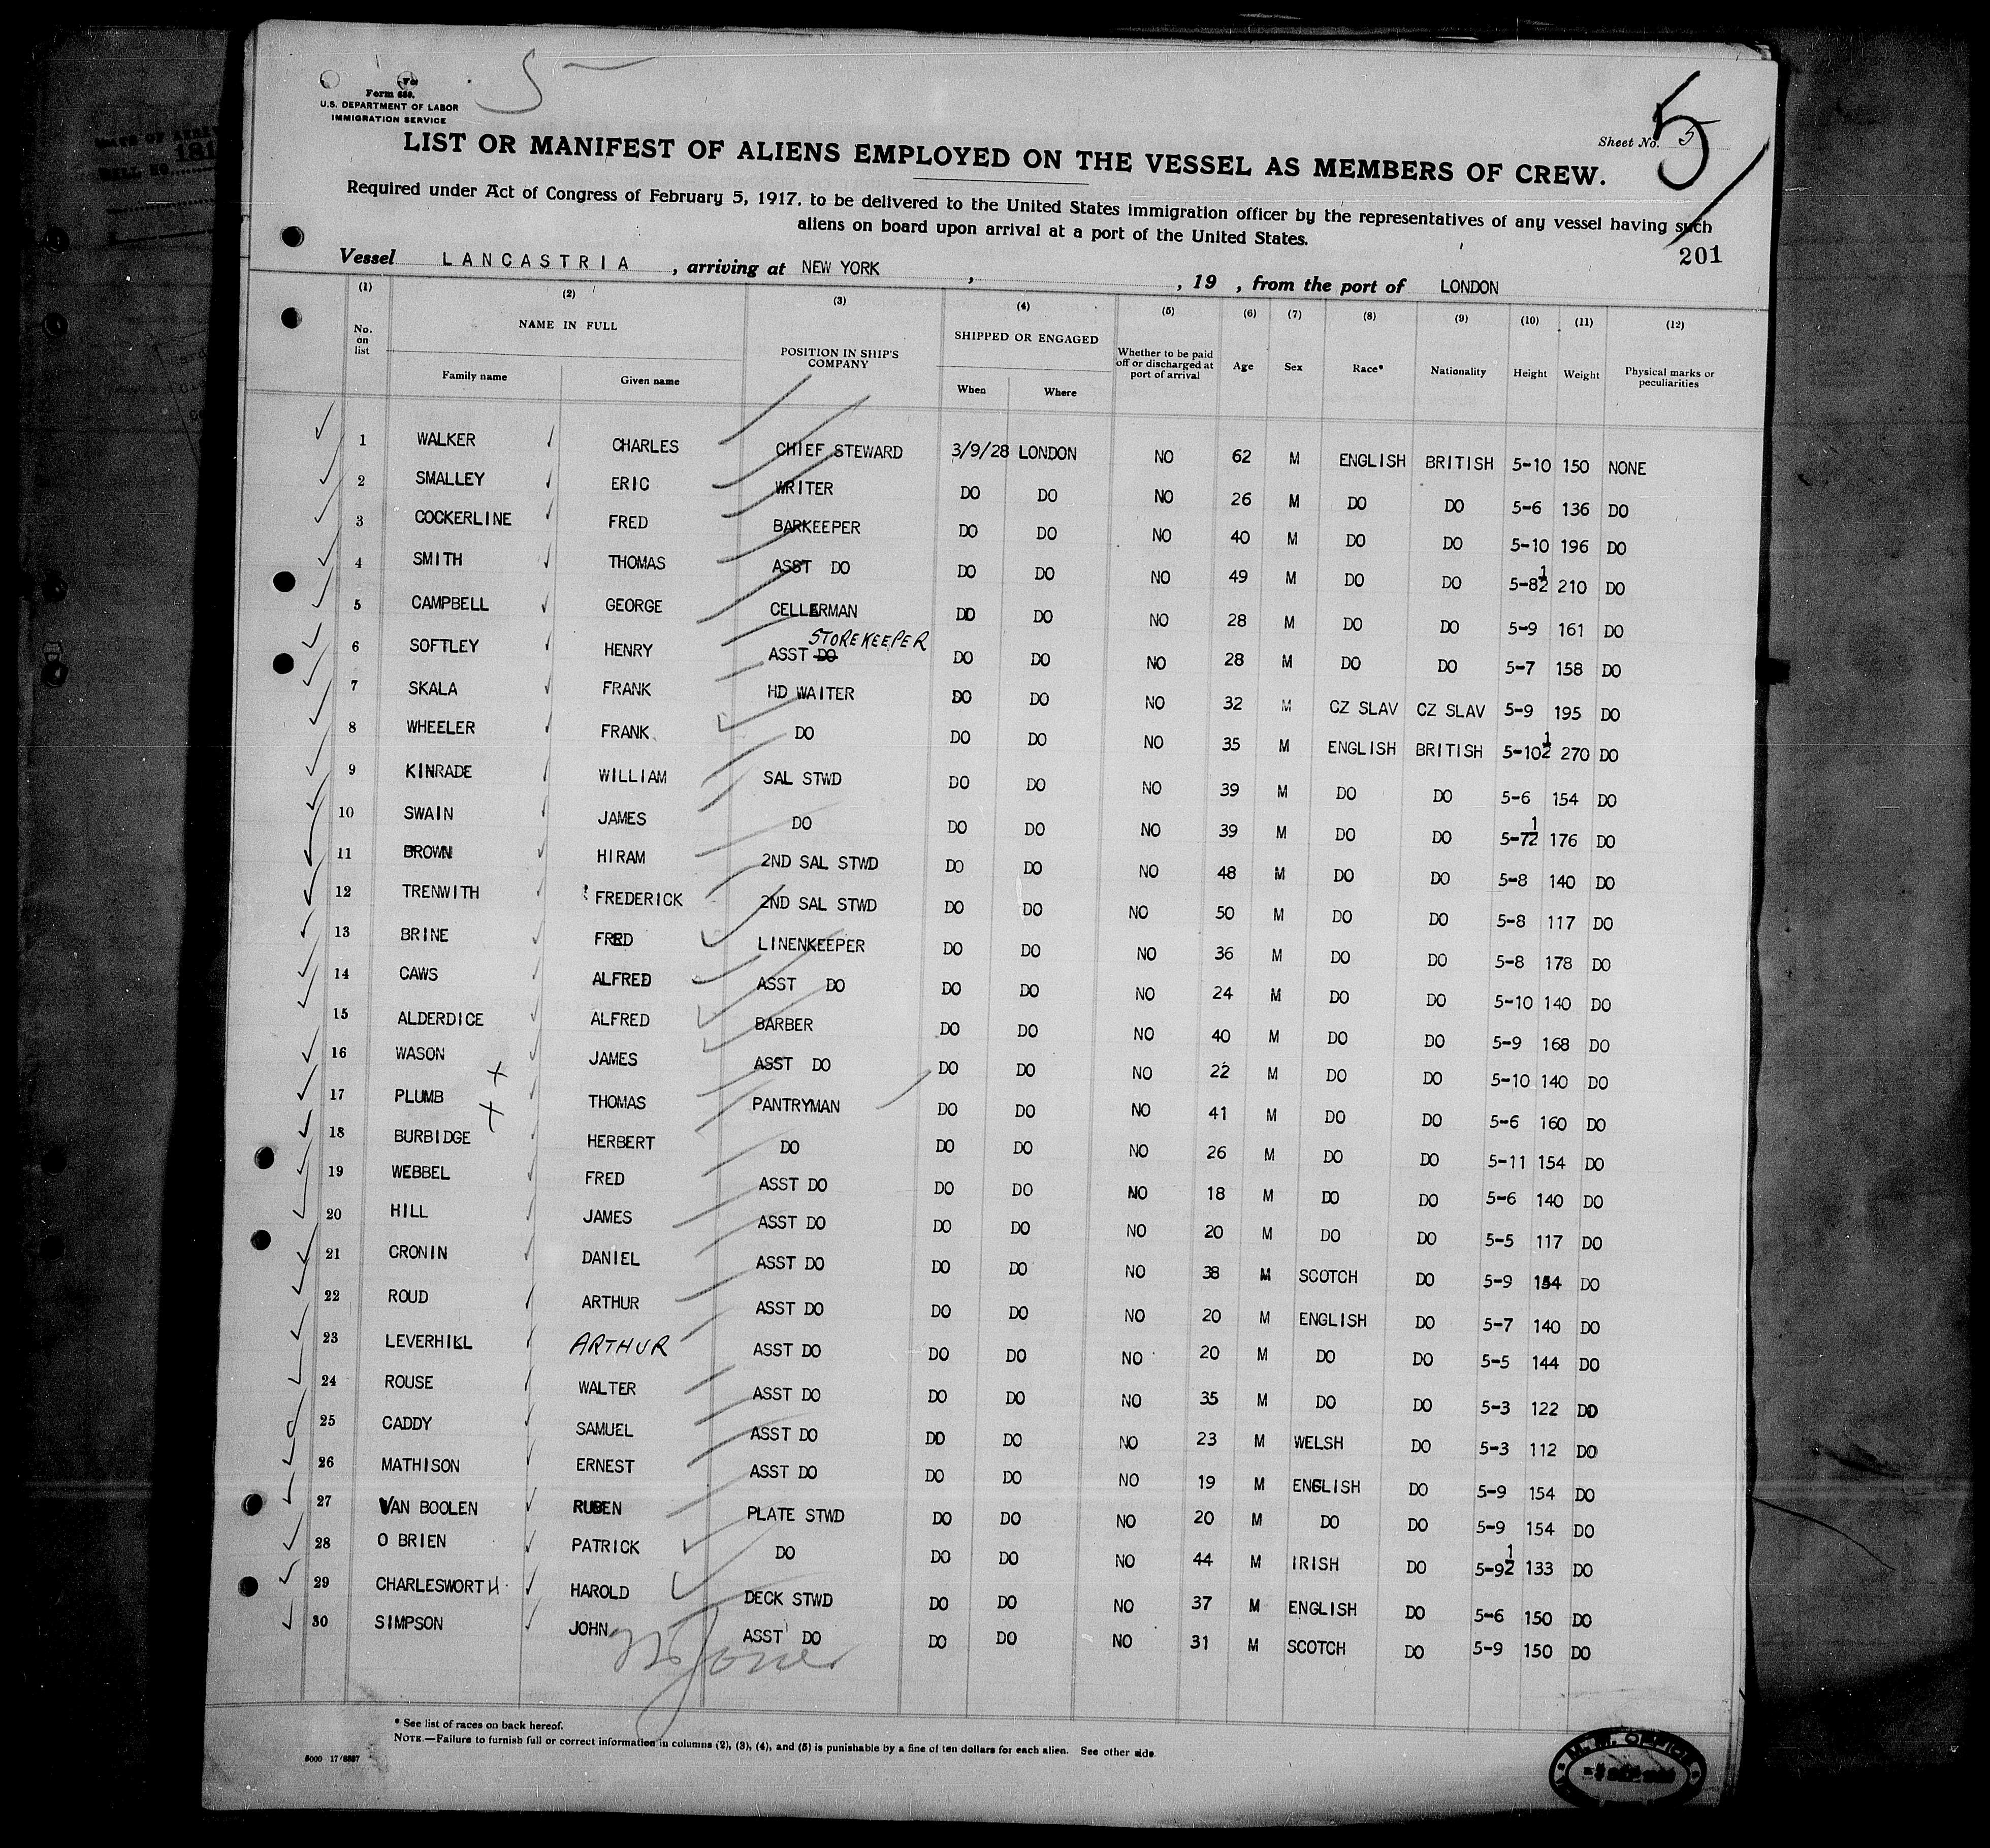 5
Form 689.
U.S. DEPARTMENT OF LABOR
IMMIGRATION SERVICE
5
Sheet No. 5
LIST OR MANIFEST OF ALIENS EMPLOYED ON THE VESSEL AS MEMBERS OF CREW.
Required under Act of Congress of February 5, 1917, to be delivered to the United States immigration officer by the representatives of any vessel having such
aliens on board upon arrival at a port of the United States.
201
Vessel LANCASTRIA, arriving at NEW YORK, , 19 , from the port of LONDON
(1) (2) (3) (4) (5) (6) (7) (8) (9) (10) (11) (12)
No. on list NAME IN FULL Family name Given name POSITION IN SHIP'S COMPANY SHIPPED OR ENGAGED When Where Whether to be paid off or discharged at port of arrival Age Sex Race* Nationality Height Weight Physical marks or peculiarities
1 WALKER CHARLES CHIEF STEWARD 3/9/28 LONDON NO 62 M ENGLISH BRITISH 5-10 150 NONE
2 SMALLEY ERIC WRITER DO DO NO 26 M DO DO 5-6 136 DO
3 COCKERLINE FRED BARKEEPER DO DO NO 40 M DO DO 5-10 196 DO
4 SMITH THOMAS ASST DO DO DO NO 49 M DO DO 5-8½ 210 DO
5 CAMPBELL GEORGE CELLARMAN DO DO NO 28 M DO DO 5-9 161 DO
6 SOFTLEY HENRY ASST DO STOREKEEPER DO DO NO 28 M DO DO 5-7 158 DO
7 SKALA FRANK HD WAITER DO DO NO 32 M CZ SLAV CZ SLAV 5-9 195 DO
8 WHEELER FRANK DO DO DO NO 35 M ENGLISH BRITISH 5-10½ 270 DO
9 KINRADE WILLIAM SAL STWD DO DO NO 39 M DO DO 5-6 154 DO
10 SWAIN JAMES DO DO DO NO 39 M DO DO 5-7½ 176 DO
11 BROWN HIRAM 2ND SAL STWD DO DO NO 48 M DO DO 5-8 140 DO
12 TRENWITH FREDERICK 2ND SAL STWD DO DO NO 50 M DO DO 5-8 117 DO
13 BRINE FRED LINENKEEPER DO DO NO 36 M DO DO 5-8 178 DO
14 CAWS ALFRED ASST DO DO DO NO 24 M DO DO 5-10 140 DO
15 ALDERDICE ALFRED BARBER DO DO NO 40 M DO DO 5-9 168 DO
16 WASON JAMES ASST DO DO DO NO 22 M DO DO 5-10 140 DO
17 PLUMB THOMAS PANTRYMAN DO DO NO 41 M DO DO 5-6 160 DO
18 BURBIDGE HERBERT DO DO DO NO 26 M DO DO 5-11 154 DO
19 WEBBEL FRED ASST DO DO DO NO 18 M DO DO 5-6 140 DO
20 HILL JAMES ASST DO DO DO NO 20 M DO DO 5-5 117 DO
21 CRONIN DANIEL ASST DO DO DO NO 38 M SCOTCH DO 5-9 154 DO
22 ROUD ARTHUR ASST DO DO DO NO 20 M ENGLISH DO 5-7 140 DO
23 LEVERHILL ARTHUR ASST DO DO DO NO 20 M DO DO 5-5 144 DO
24 ROUSE WALTER ASST DO DO DO NO 35 M DO DO 5-3 122 DO
25 CADDY SAMUEL ASST DO DO DO NO 23 M WELSH DO 5-3 112 DO
26 MATHISON ERNEST ASST DO DO DO NO 19 M ENGLISH DO 5-9 154 DO
27 VAN BOOLEN RUBEN PLATE STWD DO DO NO 20 M DO DO 5-9 154 DO
28 O BRIEN PATRICK DO DO DO NO 44 M IRISH DO 5-9½ 133 DO
29 CHARLESWORTH HAROLD DECK STWD DO DO NO 37 M ENGLISH DO 5-6 150 DO
30 SIMPSON JOHN ASST DO DO DO NO 31 M SCOTCH DO 5-9 150 DO
* See list of races on back hereof.
NOTE.—Failure to furnish full or correct information in columns (2), (3), (4), and (5) is punishable by a fine of ten dollars for each alien. See other side.
M. M. OFFICE